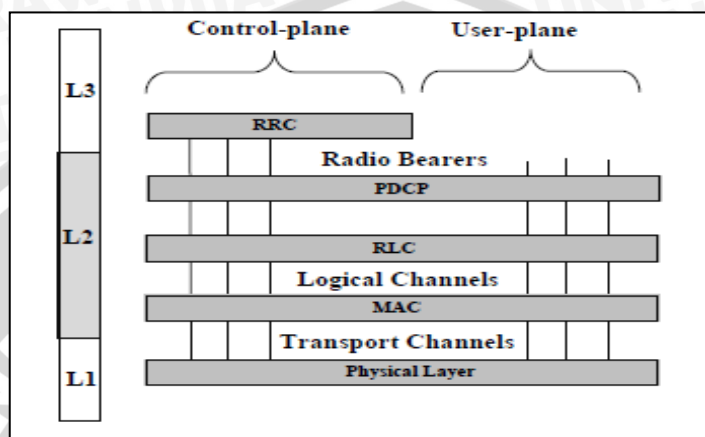 Control-plane User-plane
L3
RRC
Radio Bearers
PDCP
L2
RLC
Logical Channels
MAC
Transport Channels
L1
Physical Layer